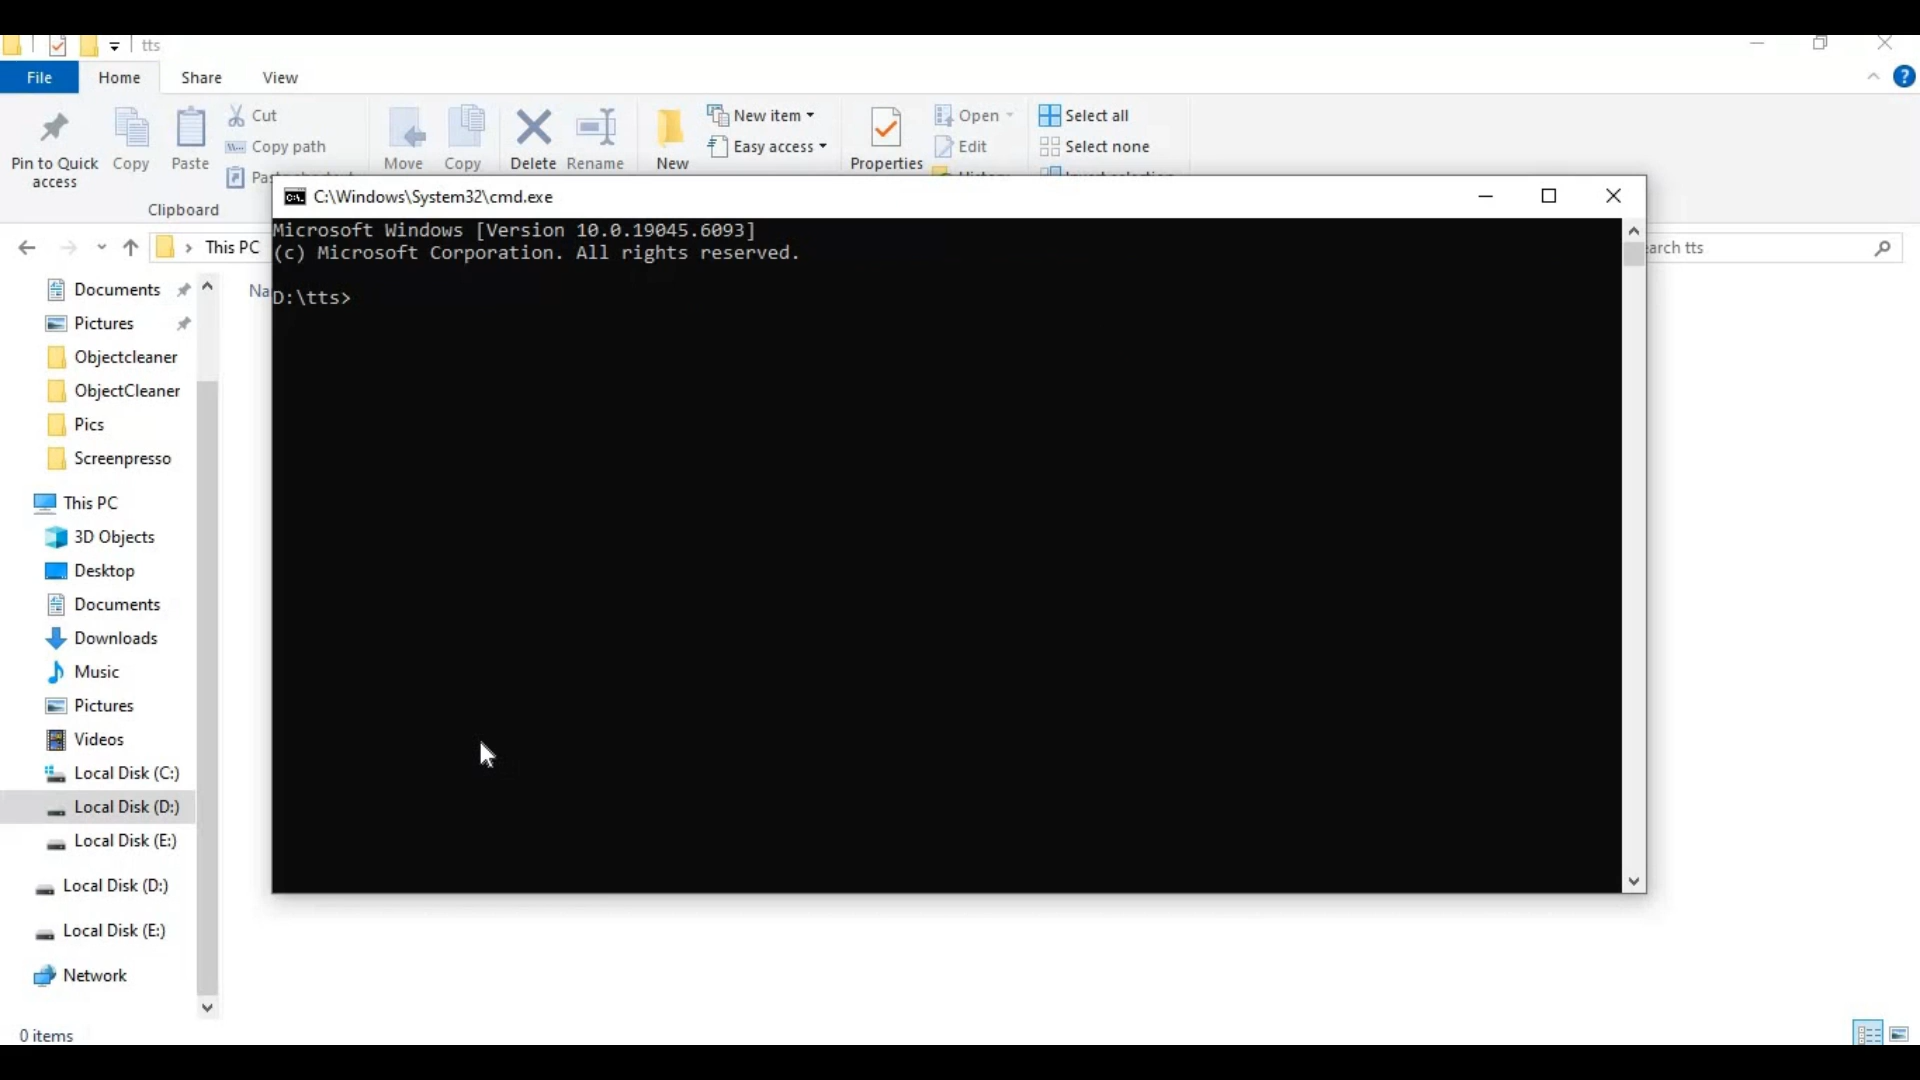 tts
File Home Share View
Pin to Quick access
Copy
Paste
Cut
Copy path
Clipboard
Move
Copy
Delete
Rename
New
New item
Easy access
Properties
Open
Edit
Select all
Select none
C:\Windows\System32\cmd.exe
Microsoft Windows [Version 10.0.19045.6093]
(c) Microsoft Corporation. All rights reserved.
D:\tts>
This PC
arch tts
Na
Documents
Pictures
Objectcleaner
ObjectCleaner
Pics
Screenpresso
This PC
3D Objects
Desktop
Documents
Downloads
Music
Pictures
Videos
Local Disk (C:)
Local Disk (D:)
Local Disk (E:)
Local Disk (D:)
Local Disk (E:)
Network
0 items